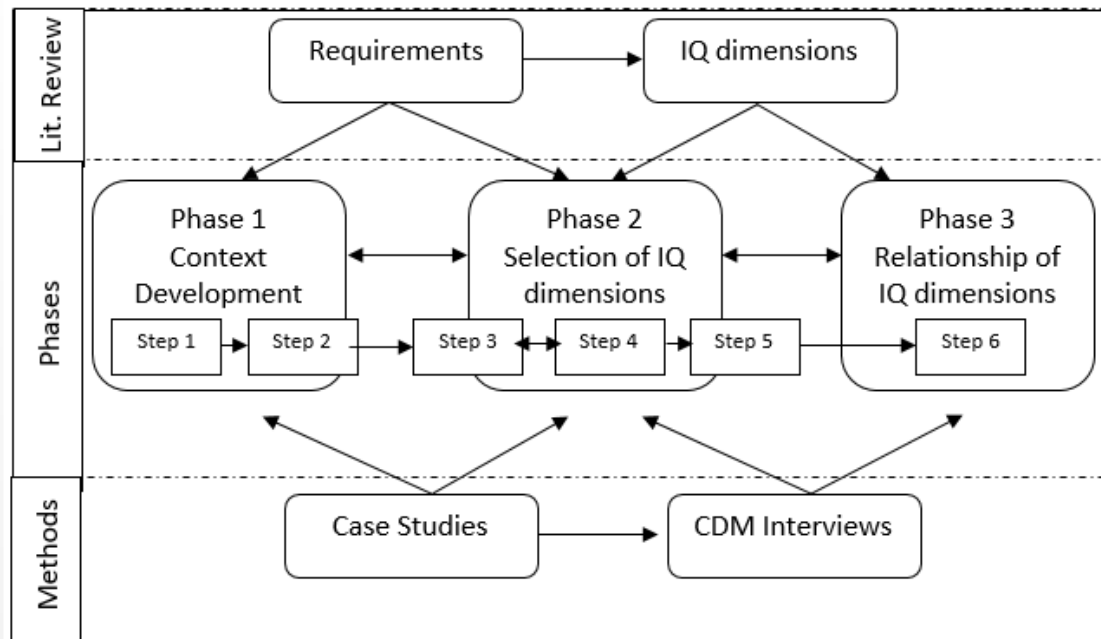 Lit. Review
Requirements
IQ dimensions
Phases
Phase 1
Context
Development
Phase 2
Selection of IQ
dimensions
Phase 3
Relationship of
IQ dimensions
Step 1
Step 2
Step 3
Step 4
Step 5
Step 6
Methods
Case Studies
CDM Interviews